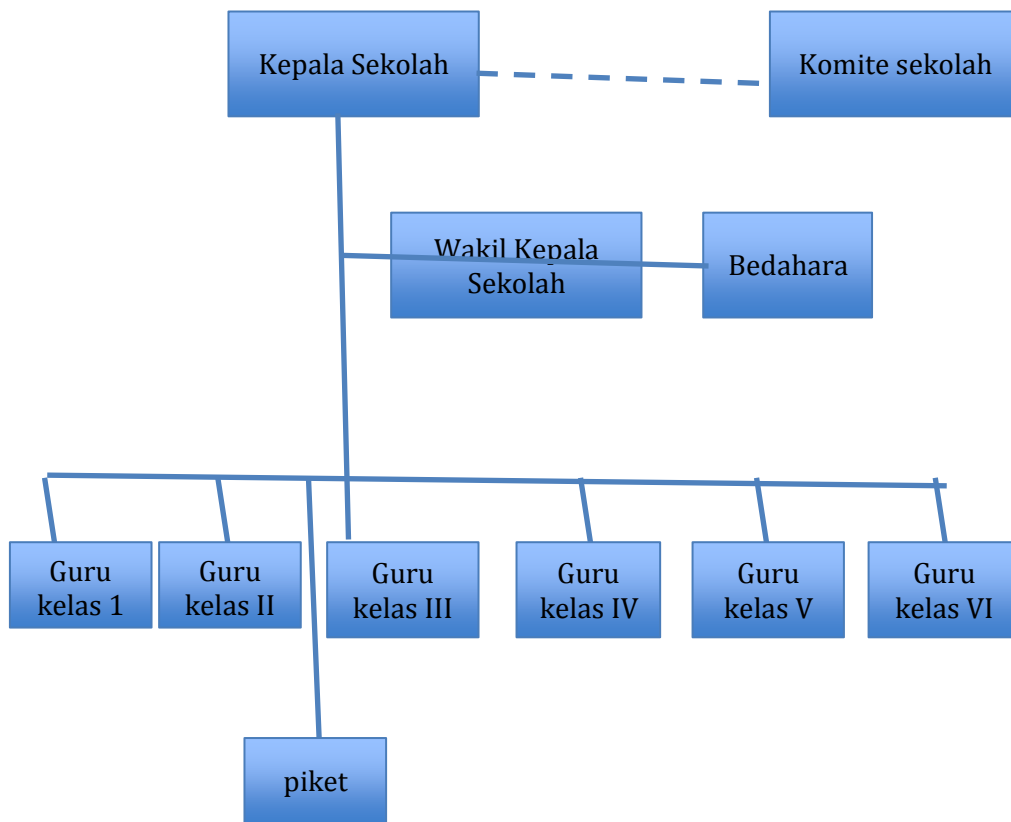 Kepala Sekolah
Komite sekolah
Wakil Kepala
Sekolah
Bedahara
Guru
kelas 1
Guru
kelas II
Guru
kelas III
Guru
kelas IV
Guru
kelas V
Guru
kelas VI
piket